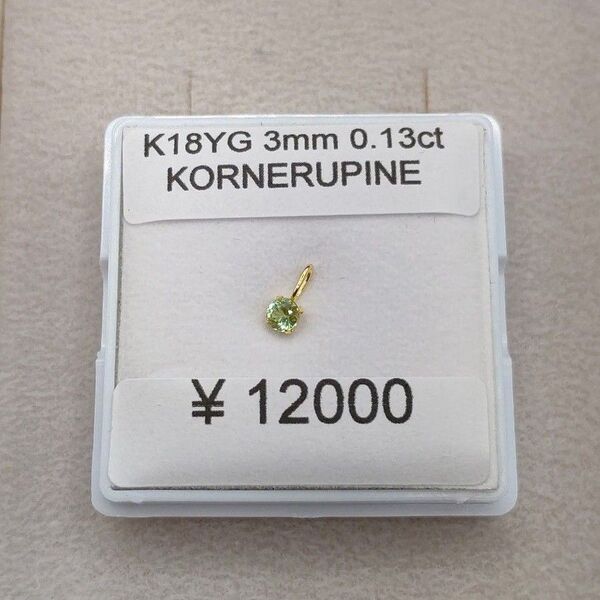 K18YG 3mm 0.13ct
KORNERUPINE
¥ 12000